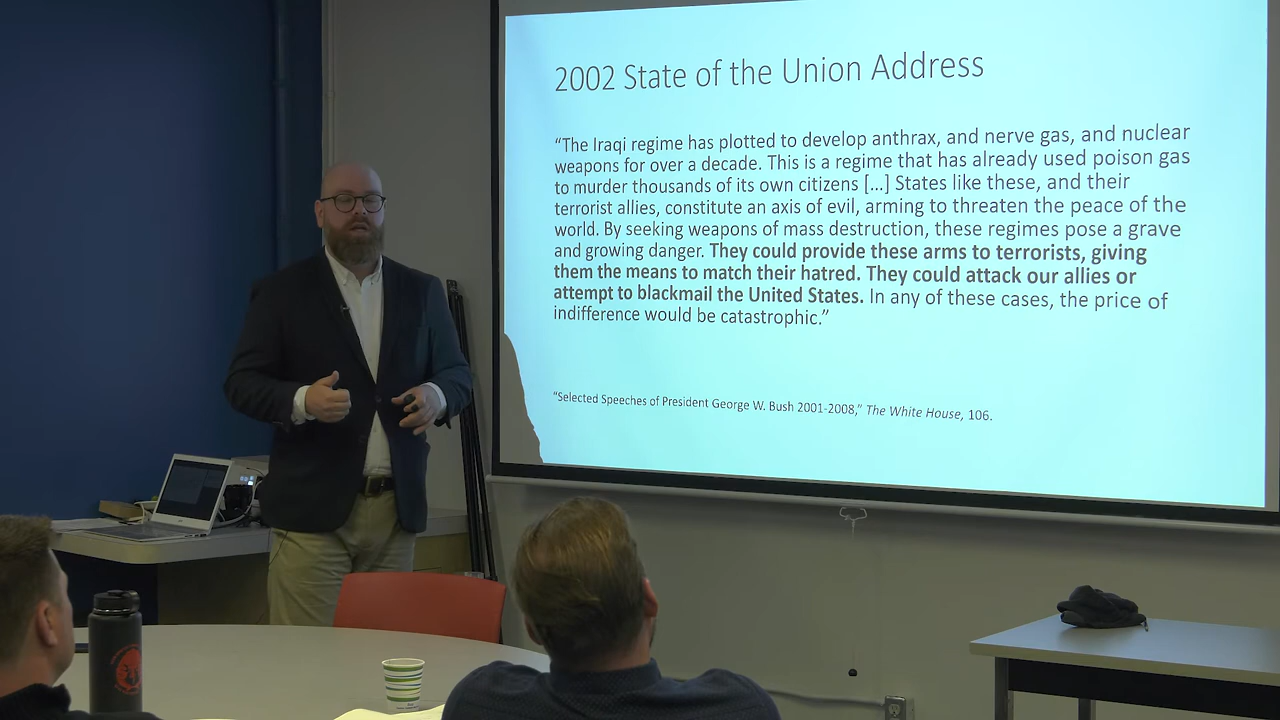 2002 State of the Union Address
“The Iraqi regime has plotted to develop anthrax, and nerve gas, and nuclear
weapons for over a decade. This is a regime that has already used poison gas
to murder thousands of its own citizens [...] States like these, and their
terrorist allies, constitute an axis of evil, arming to threaten the peace of the
world. By seeking weapons of mass destruction, these regimes pose a grave
and growing danger. They could provide these arms to terrorists, giving
them the means to match their hatred. They could attack our allies or
attempt to blackmail the United States. In any of these cases, the price of
indifference would be catastrophic.”
“Selected Speeches of President George W. Bush 2001-2008,” The White House, 106.